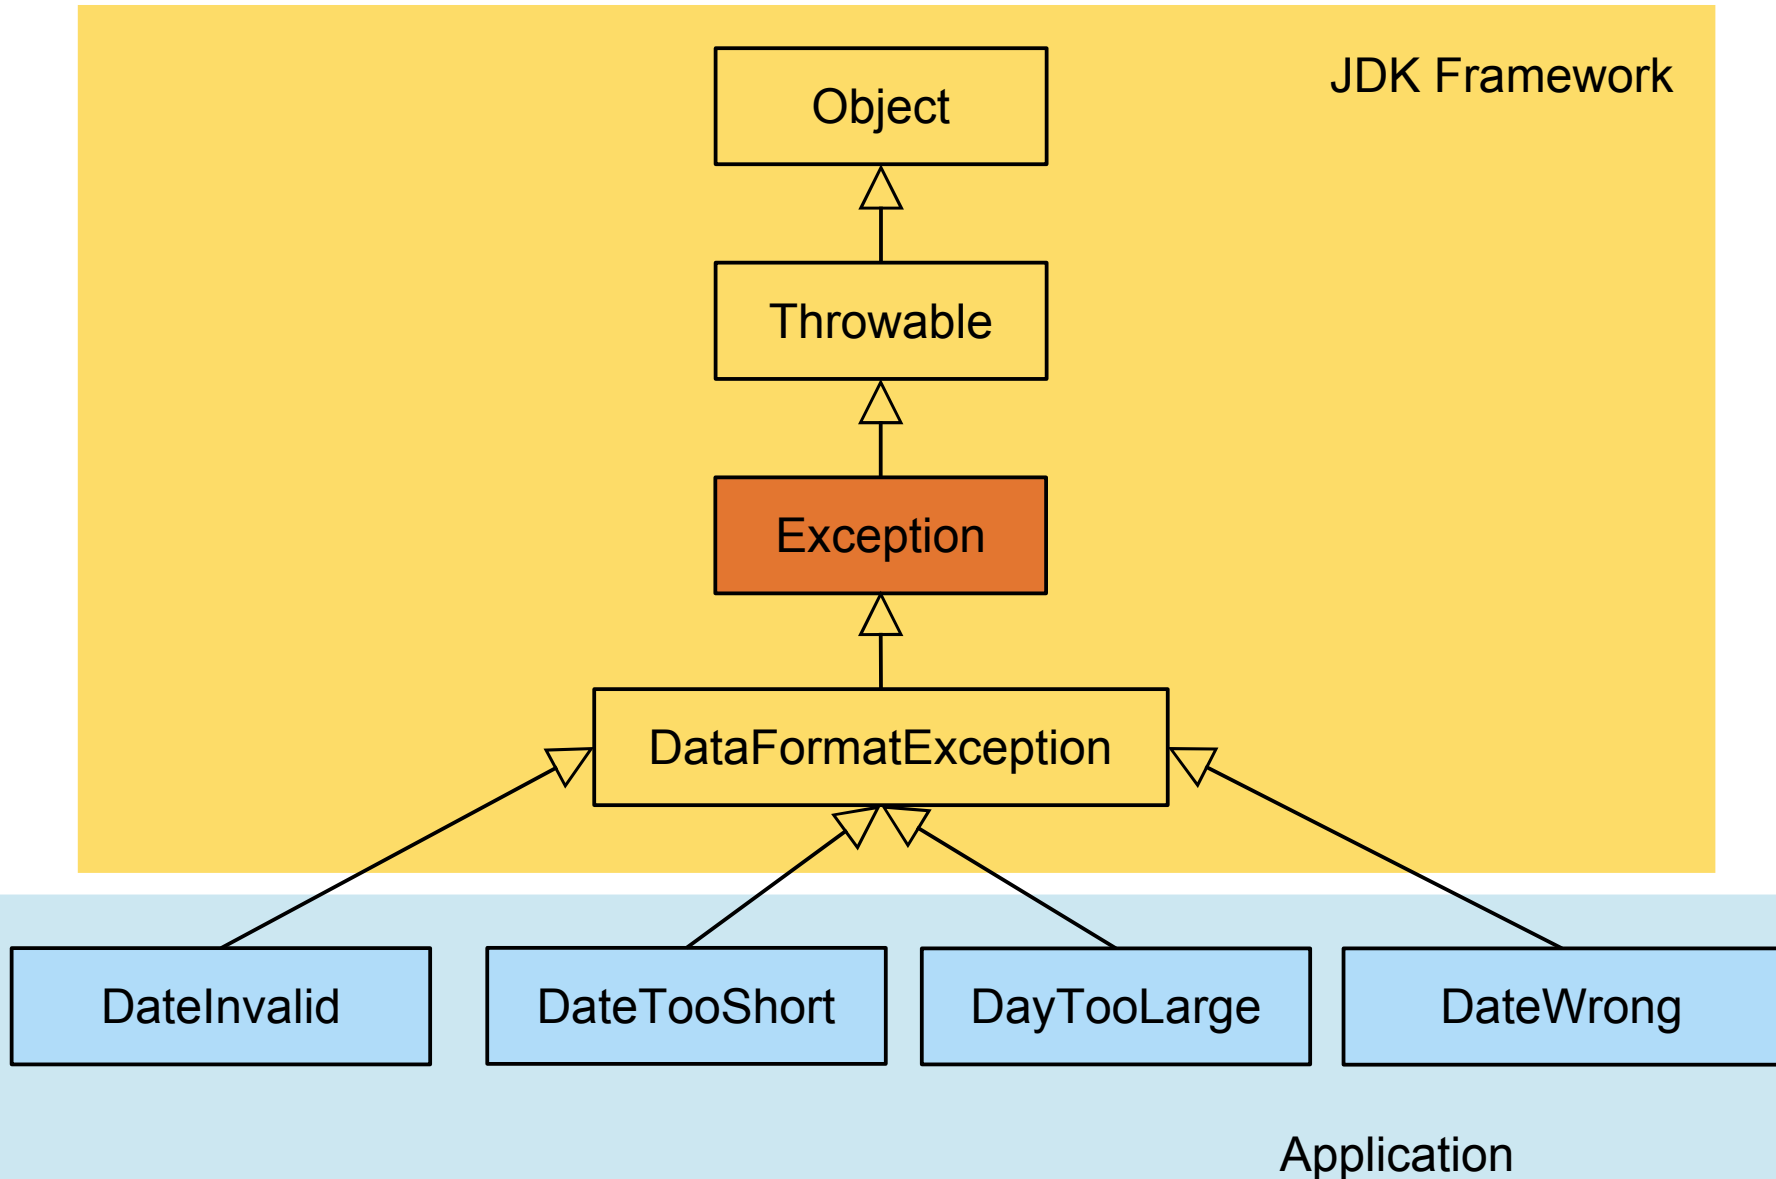 JDK Framework
Object
Throwable
Exception
DataFormatException
DateInvalid
DateTooShort
DayTooLarge
DateWrong
Application